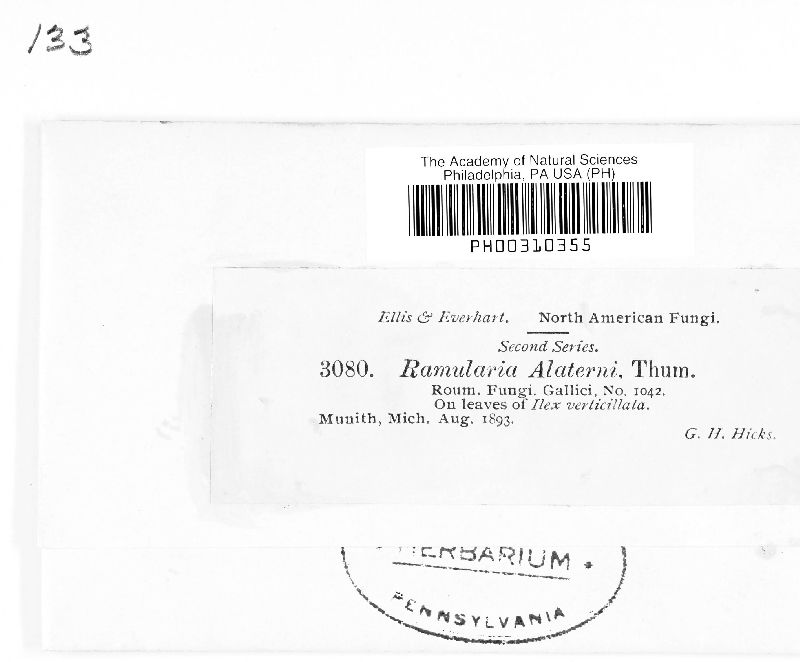 133
The Academy of Natural Sciences
Philadelphia, PA USA (PH)
PH00310355
Ellis & Everhart. North American Fungi.
Second Series.
3080. Ramularia Alaterni, Thum.
Roum. Fungi. Gallici, No. 1042.
On leaves of Ilex verticillata.
Munith, Mich. Aug. 1893.
G. H. Hicks.
HERBARIUM
PENNSYLVANIA